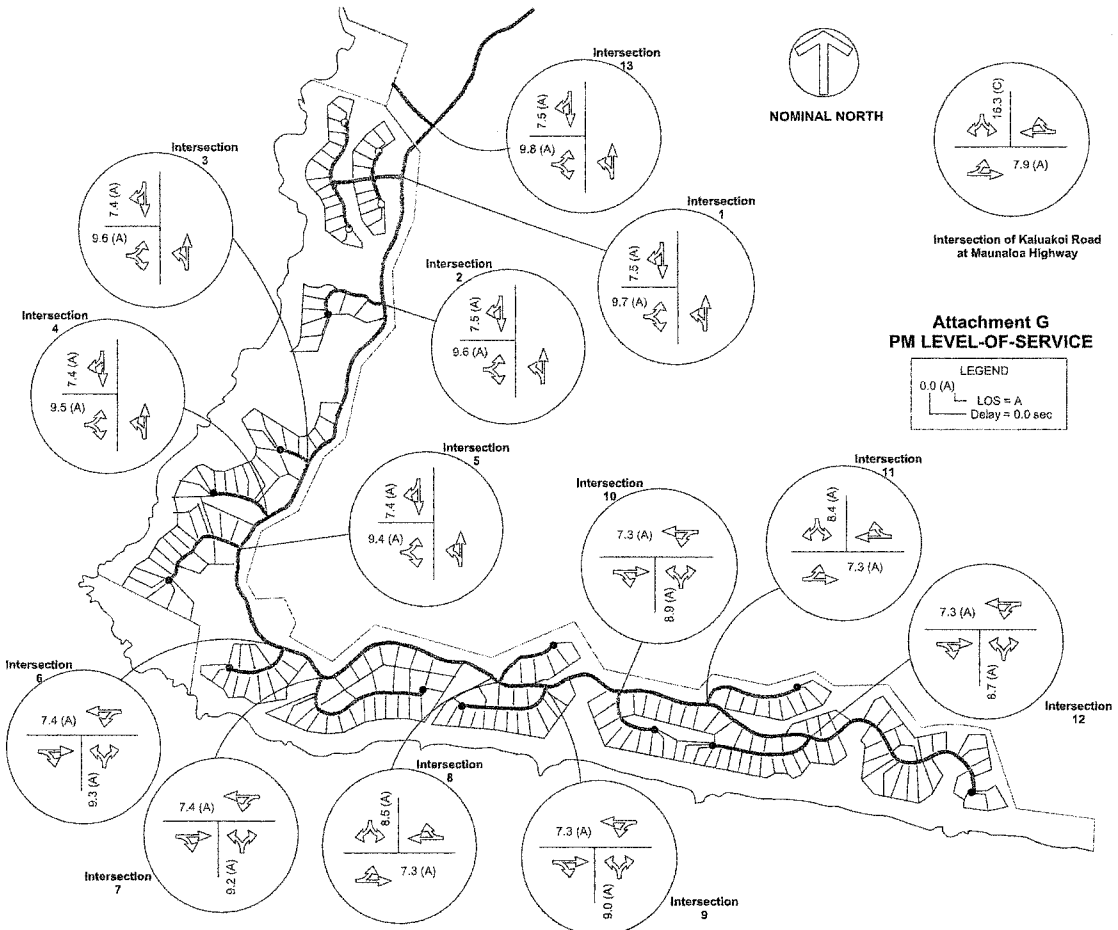 Intersection
13
7.5 (A)
9.8 (A)
NOMINAL NORTH
16.3 (C)
7.9 (A)
Intersection of Kaluakoi Road
at Maunaloa Highway
Intersection
3
7.4 (A)
9.6 (A)
Intersection
1
7.5 (A)
9.7 (A)
Intersection
2
7.5 (A)
9.6 (A)
Intersection
4
7.4 (A)
9.5 (A)
Attachment G
PM LEVEL-OF-SERVICE
LEGEND
0.0 (A)
LOS = A
Delay = 0.0 sec
Intersection
5
7.4 (A)
9.4 (A)
Intersection
10
7.3 (A)
8.9 (A)
Intersection
11
8.4 (A)
7.3 (A)
7.3 (A)
8.7 (A)
Intersection
12
Intersection
6
7.4 (A)
9.3 (A)
7.4 (A)
9.2 (A)
Intersection
7
Intersection
8
8.5 (A)
7.3 (A)
7.3 (A)
9.0 (A)
Intersection
9